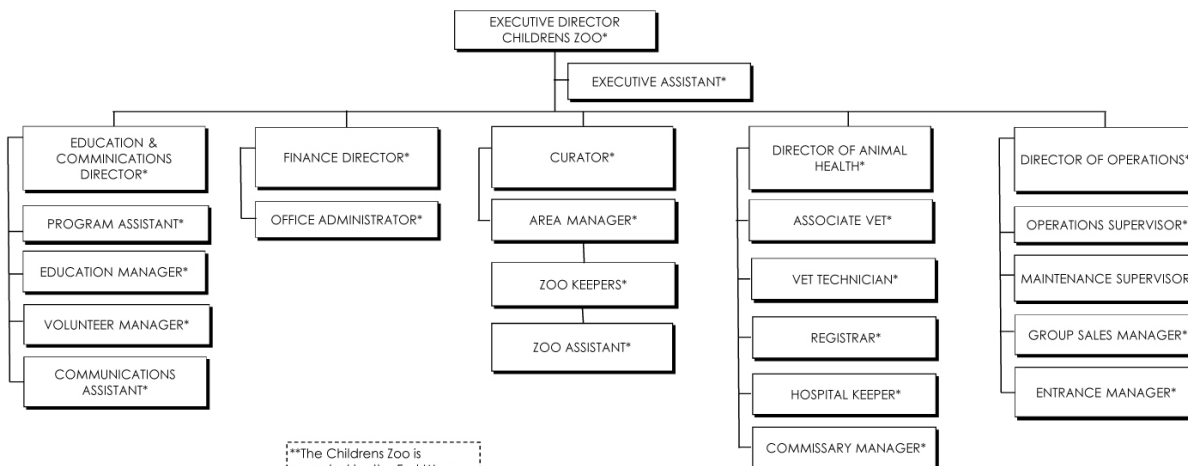 EXECUTIVE DIRECTOR
CHILDRENS ZOO*
EXECUTIVE ASSISTANT*
EDUCATION &
COMMINICATIONS
DIRECTOR*
PROGRAM ASSISTANT*
EDUCATION MANAGER*
VOLUNTEER MANAGER*
COMMUNICATIONS
ASSISTANT*
FINANCE DIRECTOR*
OFFICE ADMINISTRATOR*
CURATOR*
AREA MANAGER*
ZOO KEEPERS*
ZOO ASSISTANT*
DIRECTOR OF ANIMAL
HEALTH*
ASSOCIATE VET*
VET TECHNICIAN*
REGISTRAR*
HOSPITAL KEEPER*
COMMISSARY MANAGER*
DIRECTOR OF OPERATIONS*
OPERATIONS SUPERVISOR*
MAINTENANCE SUPERVISOR
GROUP SALES MANAGER*
ENTRANCE MANAGER*
**The Childrens Zoo is